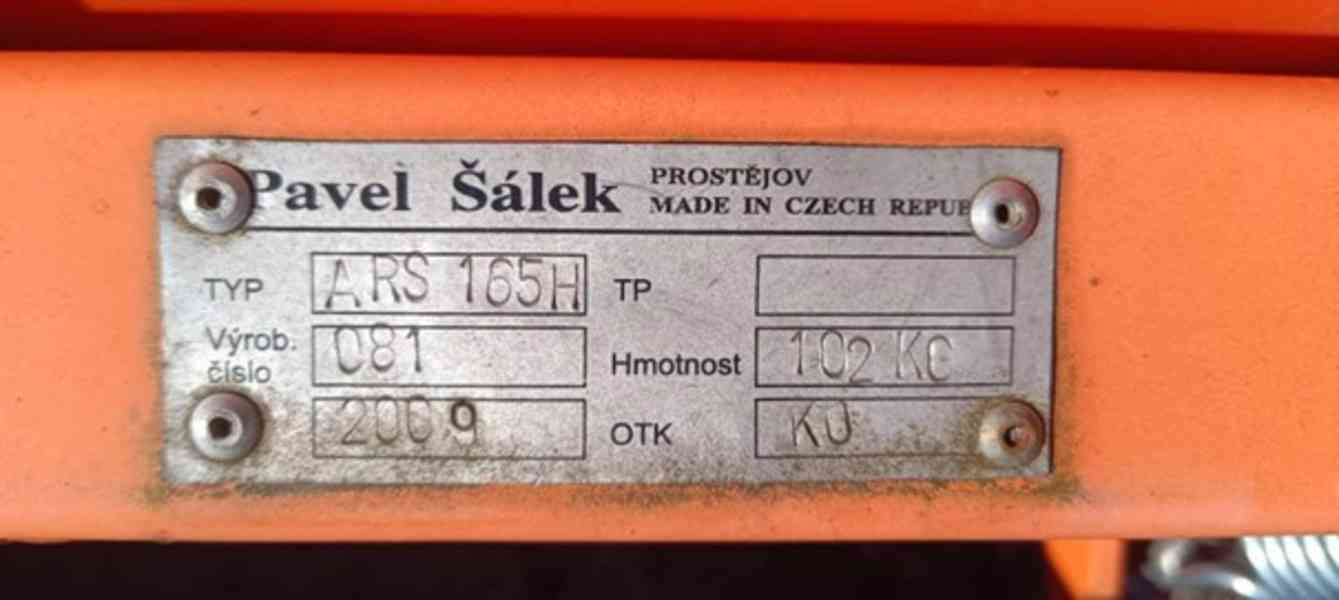 Pavel Šálek PROSTĚJOV
MADE IN CZECH REPUB
TYP ARS 165H TP
Výrob. číslo 081 Hmotnost 102 KG
2009 OTK KO